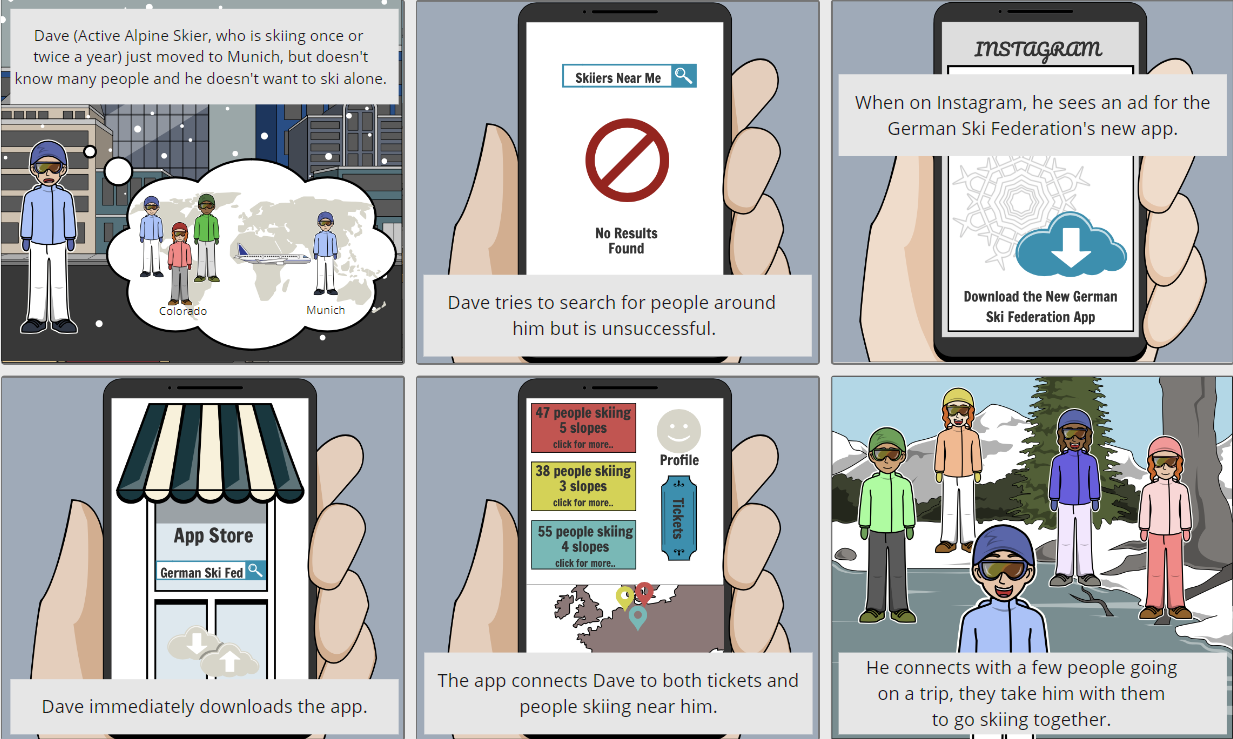 Dave (Active Alpine Skier, who is skiing once or
twice a year) just moved to Munich, but doesn't
know many people and he doesn't want to ski alone.
Colorado
Munich
Skiiers Near Me
No Results
Found
Dave tries to search for people around
him but is unsuccessful.
INSTAGRAM
When on Instagram, he sees an ad for the
German Ski Federation's new app.
Download the New German
Ski Federation App
App Store
German Ski Fed
Dave immediately downloads the app.
47 people skiing
5 slopes
click for more..
38 people skiing
3 slopes
click for more..
55 people skiing
4 slopes
click for more..
Profile
Tickets
The app connects Dave to both tickets and
people skiing near him.
He connects with a few people going
on a trip, they take him with them
to go skiing together.